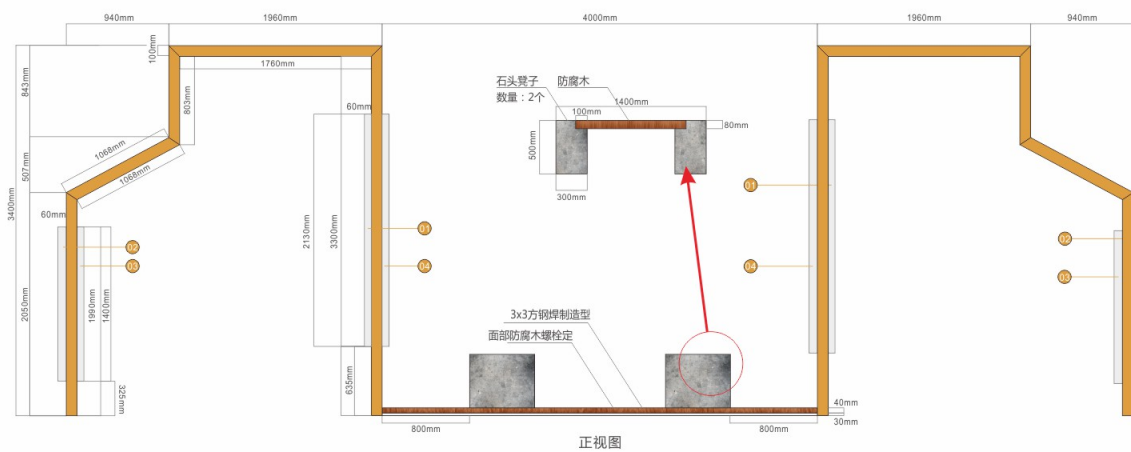 940mm
1960mm
4000mm
1960mm
940mm
100mm
1760mm
843mm
803mm
60mm
石头凳子
防腐木
数量：2个
1400mm
100mm
80mm
500mm
300mm
1068mm
1068mm
507mm
3400mm
60mm
2130mm
3300mm
01
01
02
03
04
04
02
03
2050mm
1990mm
1400mm
325mm
635mm
3x3方钢焊制造型
面部防腐木螺栓定
40mm
30mm
800mm
800mm
正视图